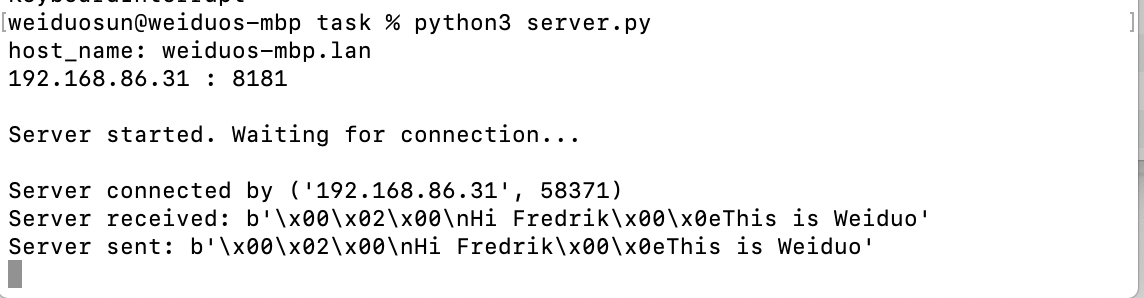 KeyboardInterrupt
[weiduosun@weiduos-mbp task % python3 server.py ]
host_name: weiduos-mbp.lan
192.168.86.31 : 8181
Server started. Waiting for connection...
Server connected by ('192.168.86.31', 58371)
Server received: b'\x00\x02\x00\nHi Fredrik\x00\x0eThis is Weiduo'
Server sent: b'\x00\x02\x00\nHi Fredrik\x00\x0eThis is Weiduo'